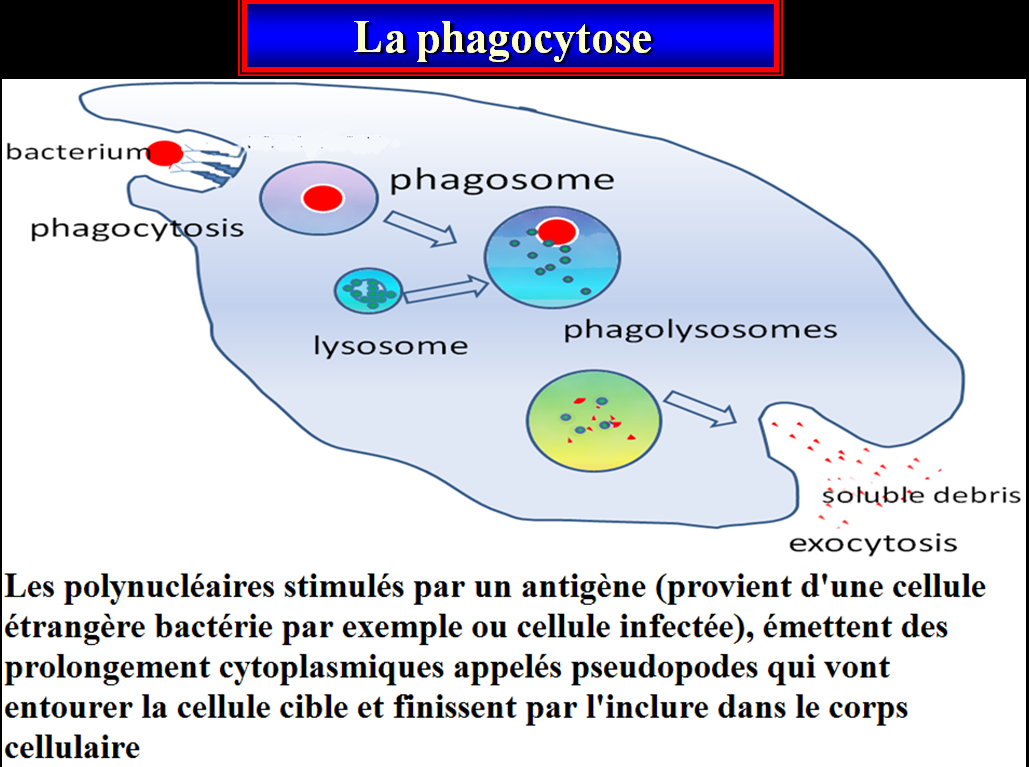 La phagocytose
bacterium
phagosome
phagocytosis
phagolysosomes
lysosome
soluble debris
exocytosis
Les polynucléaires stimulés par un antigène (provient d'une cellule
étrangère bactérie par exemple ou cellule infectée), émettent des
prolongement cytoplasmiques appelés pseudopodes qui vont
entourer la cellule cible et finissent par l'inclure dans le corps
cellulaire